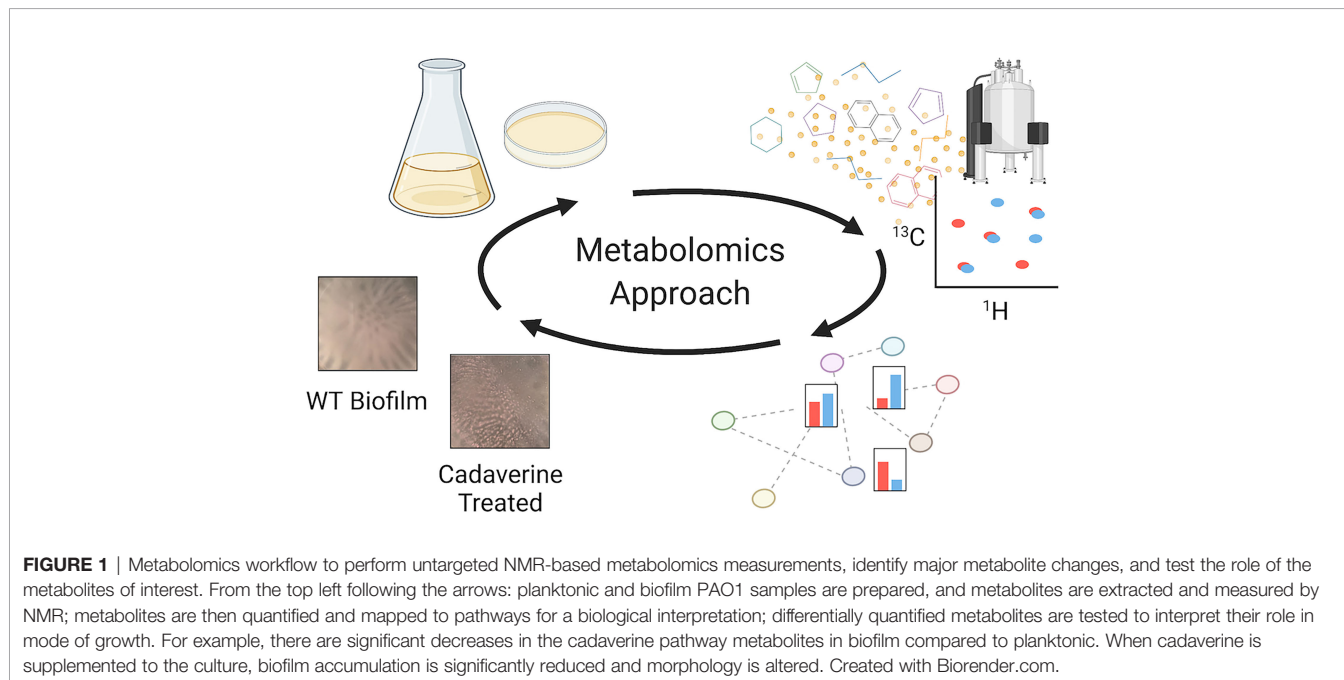 Metabolomics
Approach
13C
1H
WT Biofilm
Cadaverine
Treated
FIGURE 1 | Metabolomics workflow to perform untargeted NMR-based metabolomics measurements, identify major metabolite changes, and test the role of the
metabolites of interest. From the top left following the arrows: planktonic and biofilm PAO1 samples are prepared, and metabolites are extracted and measured by
NMR; metabolites are then quantified and mapped to pathways for a biological interpretation; differentially quantified metabolites are tested to interpret their role in
mode of growth. For example, there are significant decreases in the cadaverine pathway metabolites in biofilm compared to planktonic. When cadaverine is
supplemented to the culture, biofilm accumulation is significantly reduced and morphology is altered. Created with Biorender.com.